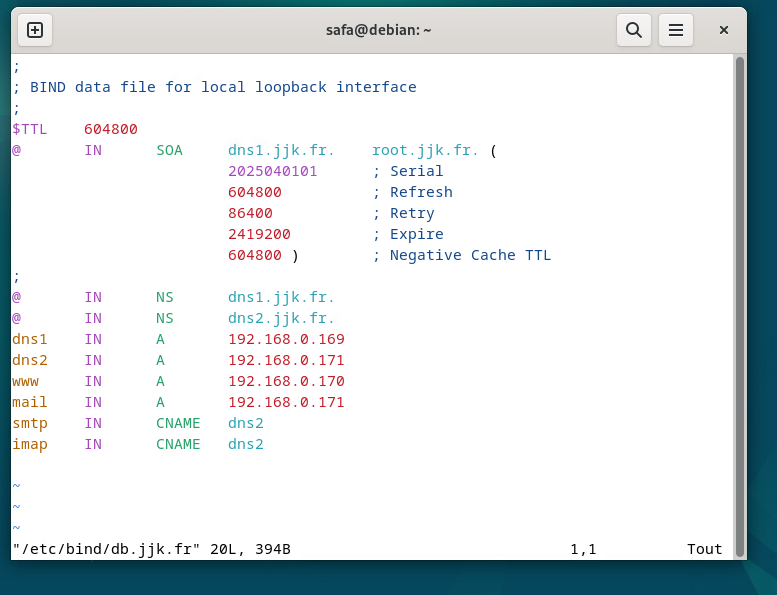 safa@debian: ~
;
; BIND data file for local loopback interface
;
$TTL    604800
@       IN      SOA     dns1.jjk.fr.    root.jjk.fr. (
                        2025040101      ; Serial
                        604800          ; Refresh
                        86400           ; Retry
                        2419200         ; Expire
                        604800 )        ; Negative Cache TTL
;
@       IN      NS      dns1.jjk.fr.
@       IN      NS      dns2.jjk.fr.
dns1    IN      A       192.168.0.169
dns2    IN      A       192.168.0.171
www     IN      A       192.168.0.170
mail    IN      A       192.168.0.171
smtp    IN      CNAME   dns2
imap    IN      CNAME   dns2
~
~
~
"/etc/bind/db.jjk.fr" 20L, 394B                               1,1          Tout